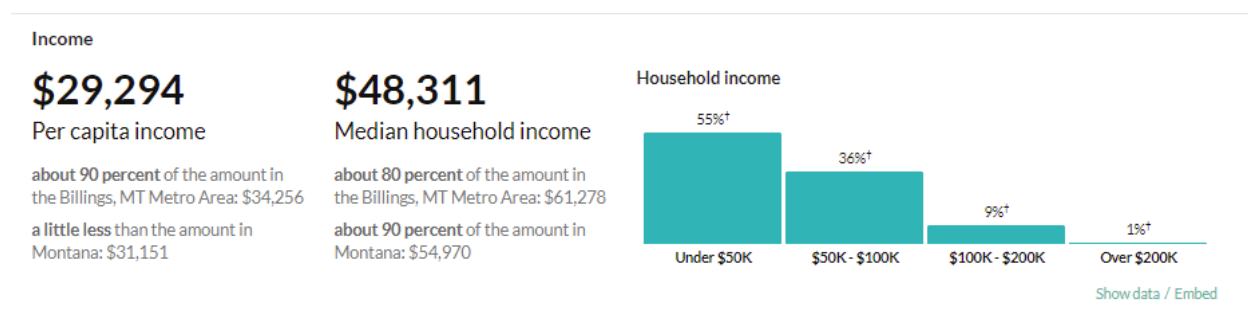 Income
$29,294
Per capita income
about 90 percent of the amount in
the Billings, MT Metro Area: $34,256
a little less than the amount in
Montana: $31,151
$48,311
Median household income
about 80 percent of the amount in
the Billings, MT Metro Area: $61,278
about 90 percent of the amount in
Montana: $54,970
Household income
55%†
36%†
9%†
1%†
Under $50K
$50K - $100K
$100K - $200K
Over $200K
Show data / Embed